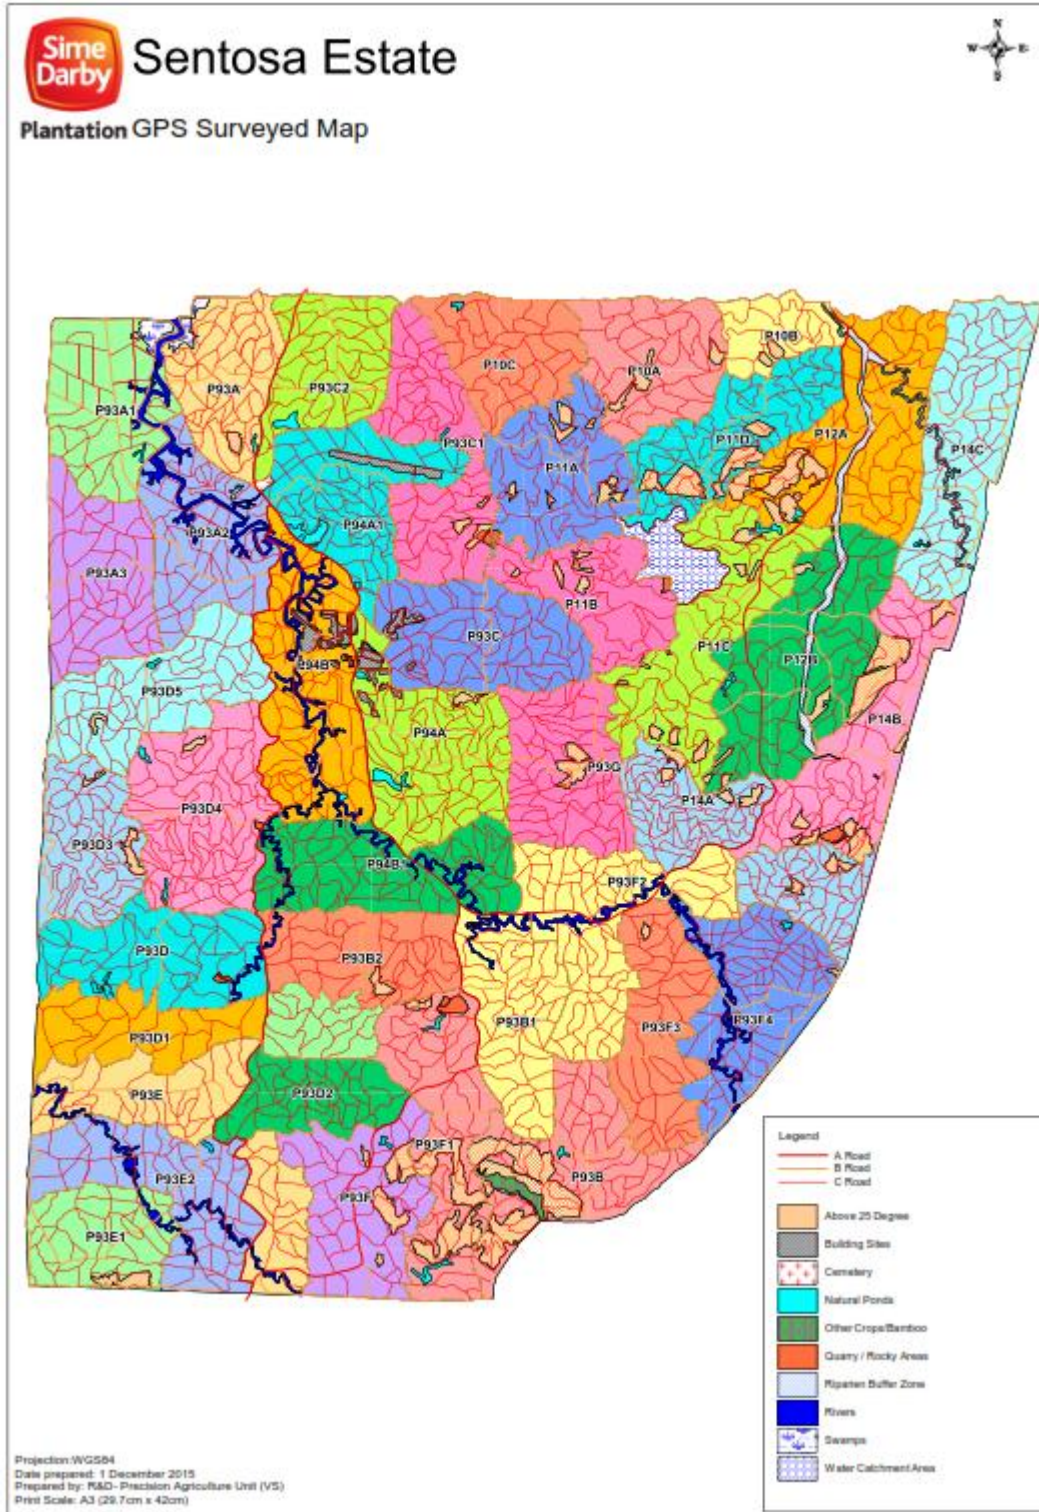 Sime
Darby
Plantation
Sentosa Estate
GPS Surveyed Map
N
W E
S
P10B
P93A
P93C2
P10C
P10A
P93A1
P93C1
P11D
P12A
P14C
P11A
P94A1
P93A2
P93A3
P11B
P93C
P11C
P12B
P94B
P93D5
P14B
P94A
P93G
P14A
P93D4
P93D3
P94B1
P93F2
P93D
P93B2
P93B1
P93F3
P93F4
P93D1
P93E
P93D2
P93F1
P93E2
P93F
P93B
P93E1
Legend
A Road
B Road
C Road
Above 25 Degree
Building Sites
Cemetery
Natural Ponds
Other Crops/Bamboo
Quarry / Rocky Areas
Riparian Buffer Zone
Rivers
Swamps
Water Catchment Area
Projection:WGS84
Date prepared: 1 December 2015
Prepared by: R&D- Precision Agriculture Unit (VS)
Print Scale: A3 (29.7cm x 42cm)